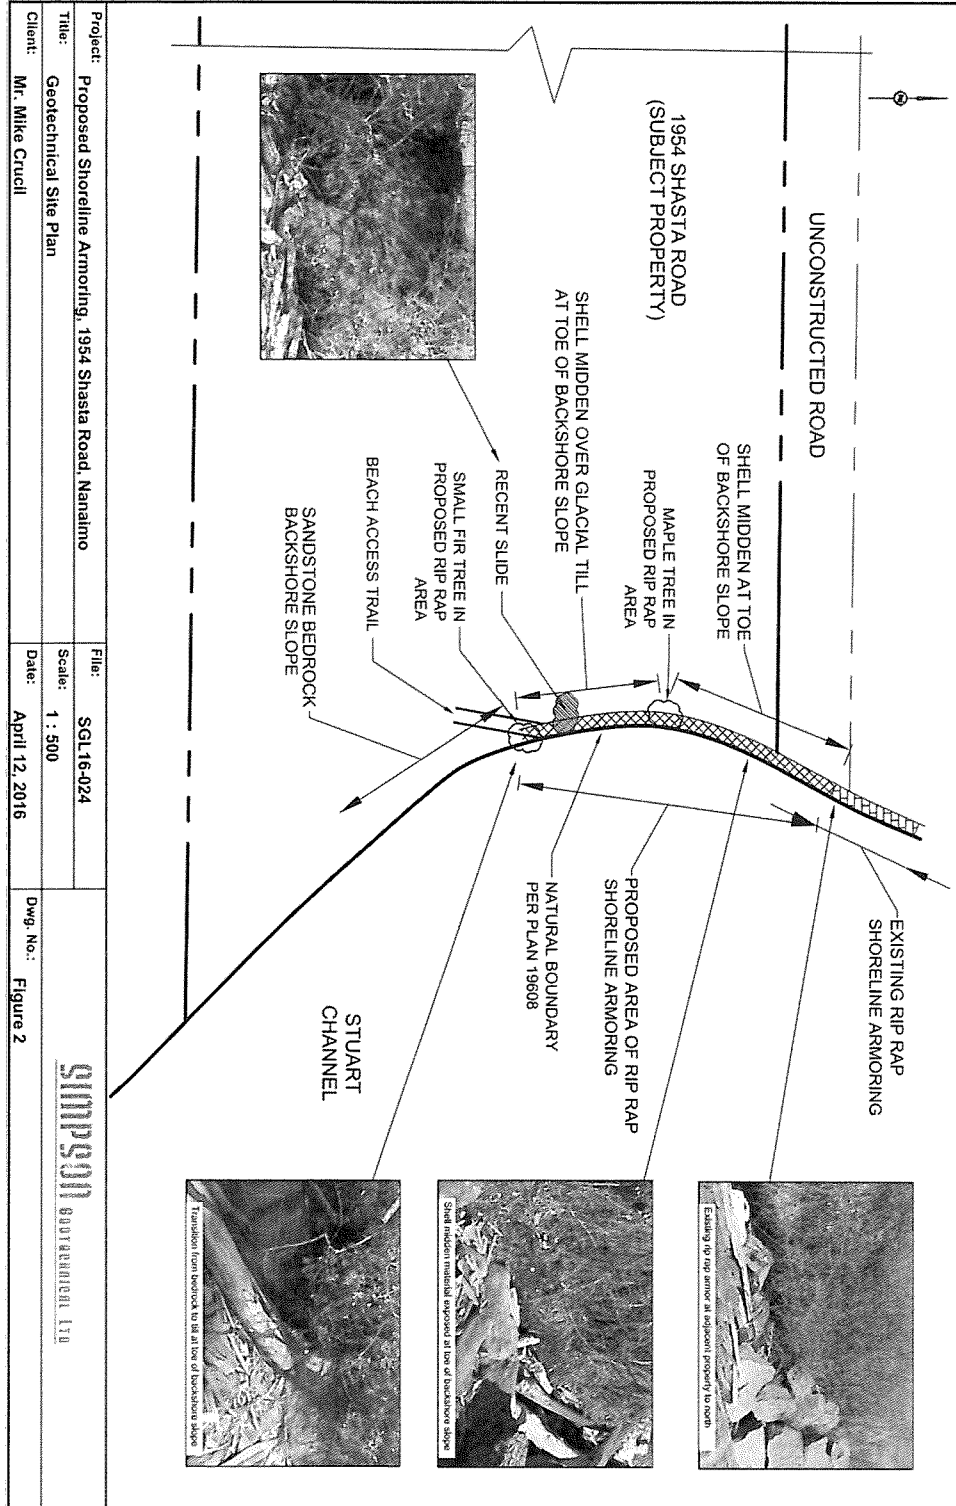 N
UNCONSTRUCTED ROAD
1954 SHASTA ROAD
(SUBJECT PROPERTY)
SHELL MIDDEN AT TOE
OF BACKSHORE SLOPE
MAPLE TREE IN
PROPOSED RIP RAP
AREA
SHELL MIDDEN OVER GLACIAL TILL
AT TOE OF BACKSHORE SLOPE
RECENT SLIDE
SMALL FIR TREE IN
PROPOSED RIP RAP
AREA
BEACH ACCESS TRAIL
SANDSTONE BEDROCK
BACKSHORE SLOPE
EXISTING RIP RAP
SHORELINE ARMORING
PROPOSED AREA OF RIP RAP
SHORELINE ARMORING
NATURAL BOUNDARY
PER PLAN 19608
STUART
CHANNEL
Existing rip rap armor at adjacent property to north
Shell midden material exposed at toe of backshore slope
Transition from bedrock to till at toe of backshore slope
Project: Proposed Shoreline Armoring, 1954 Shasta Road, Nanaimo
Title: Geotechnical Site Plan
Client: Mr. Mike Crucil
File: SGL16-024
Scale: 1 : 500
Date: April 12, 2016
Dwg. No.: Figure 2
SIMPSON GEOTECHNICAL LTD